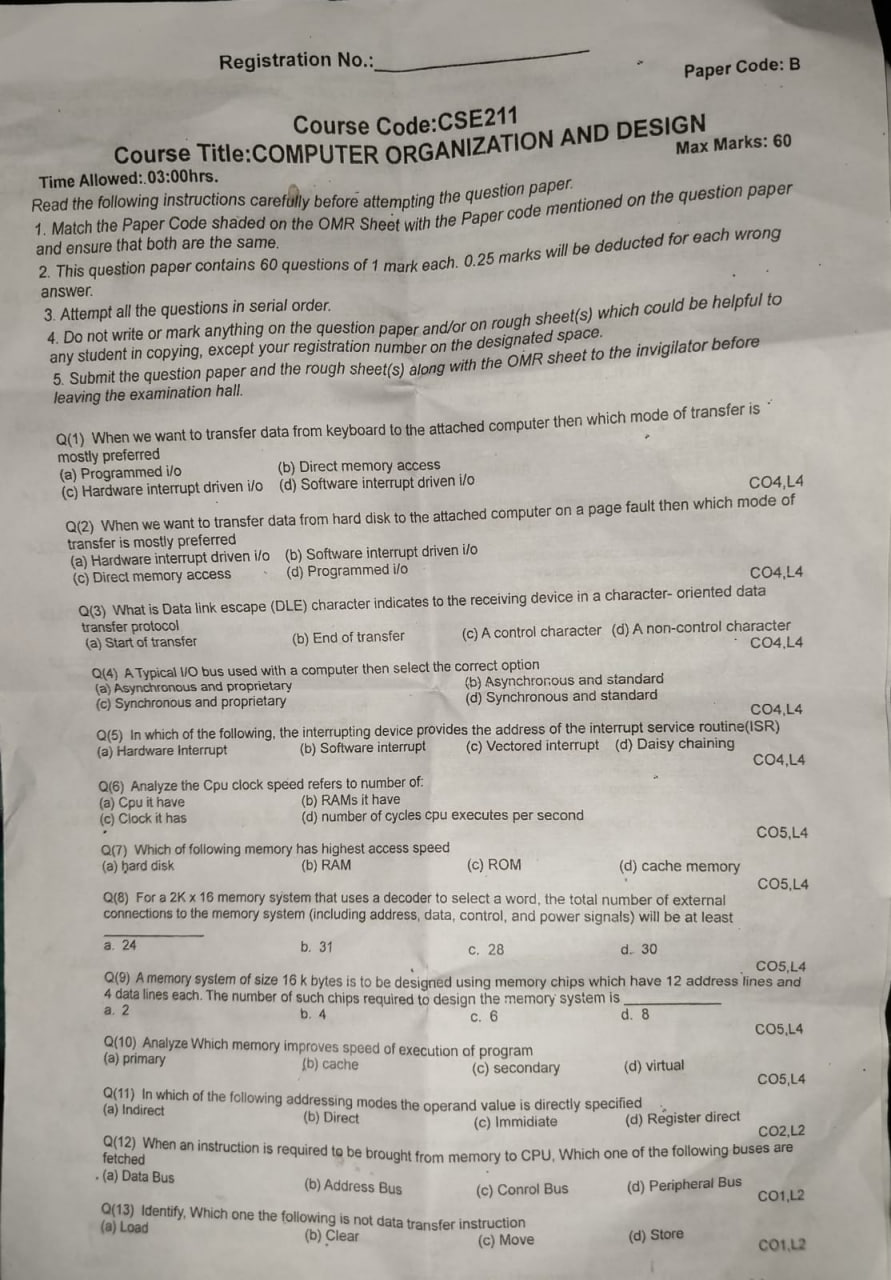 Registration No.:
Paper Code: B
Course Code:CSE211
Course Title:COMPUTER ORGANIZATION AND DESIGN
Time Allowed: 03:00hrs.
Max Marks: 60
Read the following instructions carefully before attempting the question paper.
1. Match the Paper Code shaded on the OMR Sheet with the Paper code mentioned on the question paper
and ensure that both are the same.
2. This question paper contains 60 questions of 1 mark each. 0.25 marks will be deducted for each wrong
answer.
3. Attempt all the questions in serial order.
4. Do not write or mark anything on the question paper and/or on rough sheet(s) which could be helpful to
any student in copying, except your registration number on the designated space.
5. Submit the question paper and the rough sheet(s) along with the OMR sheet to the invigilator before
leaving the examination hall.
Q(1) When we want to transfer data from keyboard to the attached computer then which mode of transfer is
mostly preferred
(a) Programmed i/o (b) Direct memory access
(c) Hardware interrupt driven i/o (d) Software interrupt driven i/o
CO4,L4
Q(2) When we want to transfer data from hard disk to the attached computer on a page fault then which mode of
transfer is mostly preferred
(a) Hardware interrupt driven i/o (b) Software interrupt driven i/o
(c) Direct memory access (d) Programmed i/o
CO4,L4
Q(3) What is Data link escape (DLE) character indicates to the receiving device in a character- oriented data
transfer protocol
(a) Start of transfer (b) End of transfer (c) A control character (d) A non-control character
CO4,L4
Q(4) A Typical I/O bus used with a computer then select the correct option
(a) Asynchronous and proprietary (b) Asynchronous and standard
(c) Synchronous and proprietary (d) Synchronous and standard
CO4,L4
Q(5) In which of the following, the interrupting device provides the address of the interrupt service routine(ISR)
(a) Hardware Interrupt (b) Software interrupt (c) Vectored interrupt (d) Daisy chaining
CO4,L4
Q(6) Analyze the Cpu clock speed refers to number of:
(a) Cpu it have (b) RAMs it have
(c) Clock it has (d) number of cycles cpu executes per second
CO5,L4
Q(7) Which of following memory has highest access speed
(a) hard disk (b) RAM (c) ROM (d) cache memory
CO5,L4
Q(8) For a 2K x 16 memory system that uses a decoder to select a word, the total number of external
connections to the memory system (including address, data, control, and power signals) will be at least
a. 24 b. 31 c. 28 d. 30
CO5,L4
Q(9) A memory system of size 16 k bytes is to be designed using memory chips which have 12 address lines and
4 data lines each. The number of such chips required to design the memory system is
a. 2 b. 4 c. 6 d. 8
CO5,L4
Q(10) Analyze Which memory improves speed of execution of program
(a) primary (b) cache (c) secondary (d) virtual
CO5,L4
Q(11) In which of the following addressing modes the operand value is directly specified
(a) Indirect (b) Direct (c) Immidiate (d) Register direct
CO2,L2
Q(12) When an instruction is required to be brought from memory to CPU, Which one of the following buses are
fetched
(a) Data Bus (b) Address Bus (c) Conrol Bus (d) Peripheral Bus
CO1,L2
Q(13) Identify, Which one the following is not data transfer instruction
(a) Load (b) Clear (c) Move (d) Store
CO1,L2